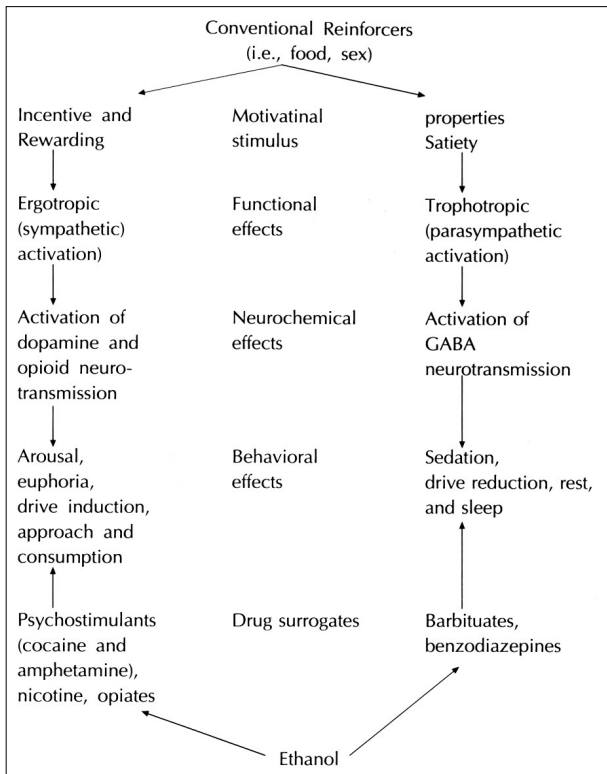 Conventional Reinforcers
(i.e., food, sex)
Incentive and
Rewarding
Motivatinal
stimulus
properties
Satiety
Ergotropic
(sympathetic)
activation)
Functional
effects
Trophotropic
(parasympathetic
activation)
Activation of
dopamine and
opioid neuro-
transmission
Neurochemical
effects
Activation of
GABA
neurotransmission
Arousal,
euphoria,
drive induction,
approach and
consumption
Behavioral
effects
Sedation,
drive reduction, rest,
and sleep
Psychostimulants
(cocaine and
amphetamine),
nicotine, opiates
Drug surrogates
Barbituates,
benzodiazepines
Ethanol